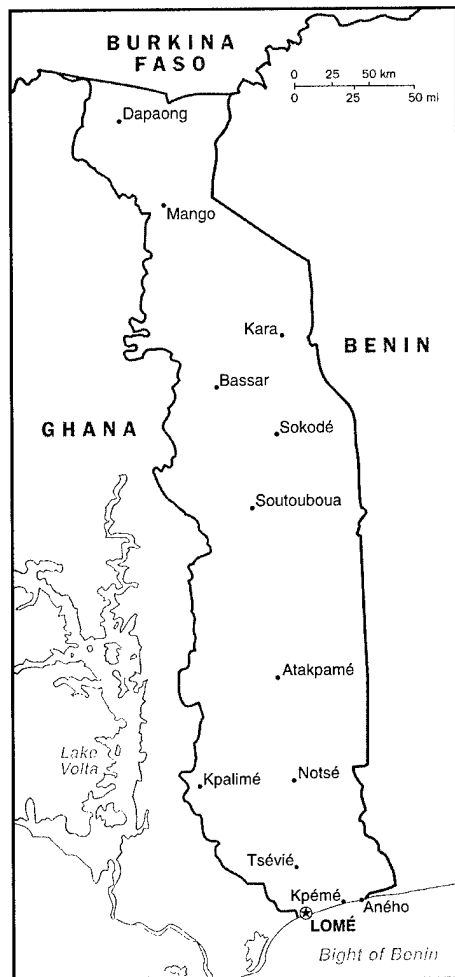 BURKINA
FASO
0 25 50 km
0 25 50 mi
Dapaong
Mango
Kara
BENIN
Bassar
GHANA
Sokodé
Soutouboua
Atakpamé
Lake
Volta
Kpalimé
Notsé
Tsévié
Kpémé
Aného
LOMÉ
Bight of Benin